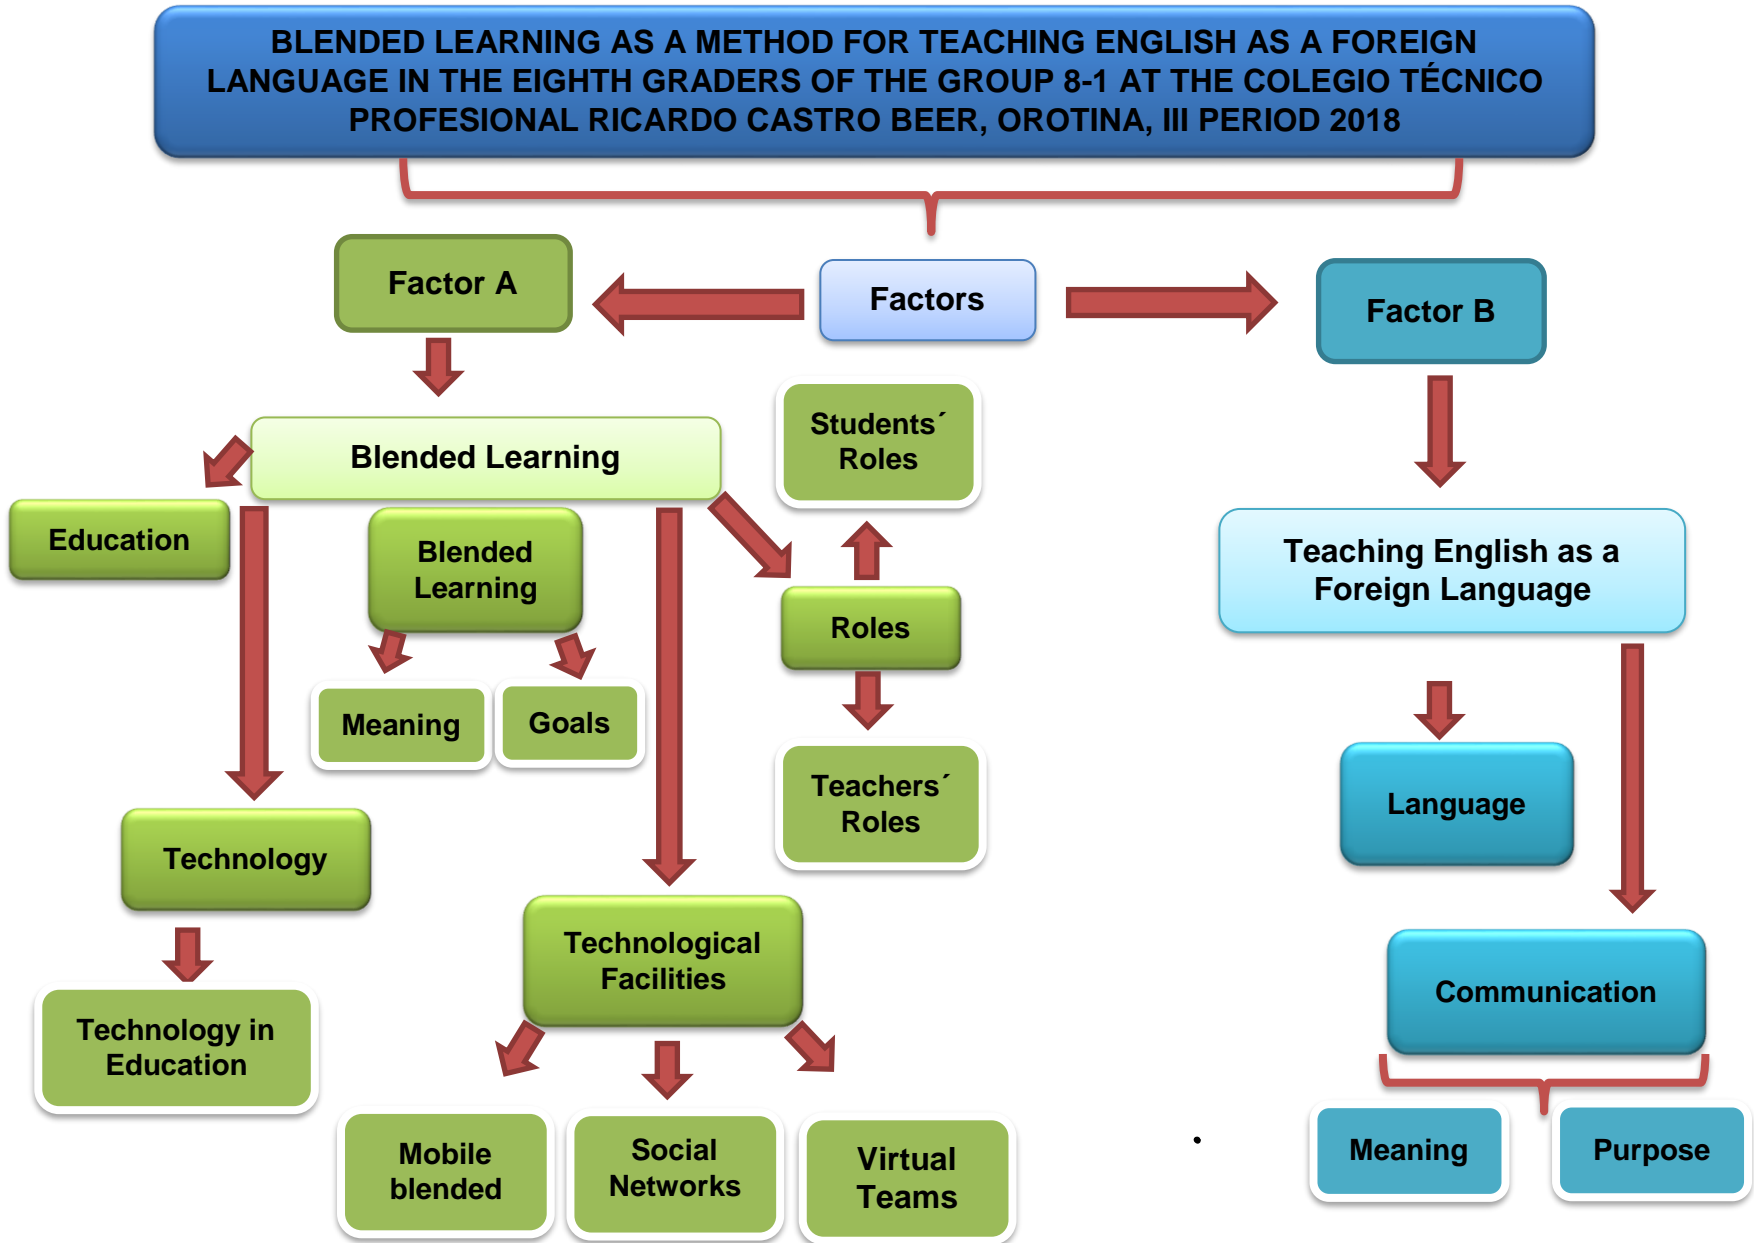 BLENDED LEARNING AS A METHOD FOR TEACHING ENGLISH AS A FOREIGN
LANGUAGE IN THE EIGHTH GRADERS OF THE GROUP 8-1 AT THE COLEGIO TÉCNICO
PROFESIONAL RICARDO CASTRO BEER, OROTINA, III PERIOD 2018
Factor A
Factors
Factor B
Blended Learning
Students´
Roles
Education
Blended
Learning
Roles
Teaching English as a
Foreign Language
Meaning
Goals
Teachers´
Roles
Language
Technology
Technological
Facilities
Communication
Technology in
Education
Mobile
blended
Social
Networks
Virtual
Teams
.
Meaning
Purpose